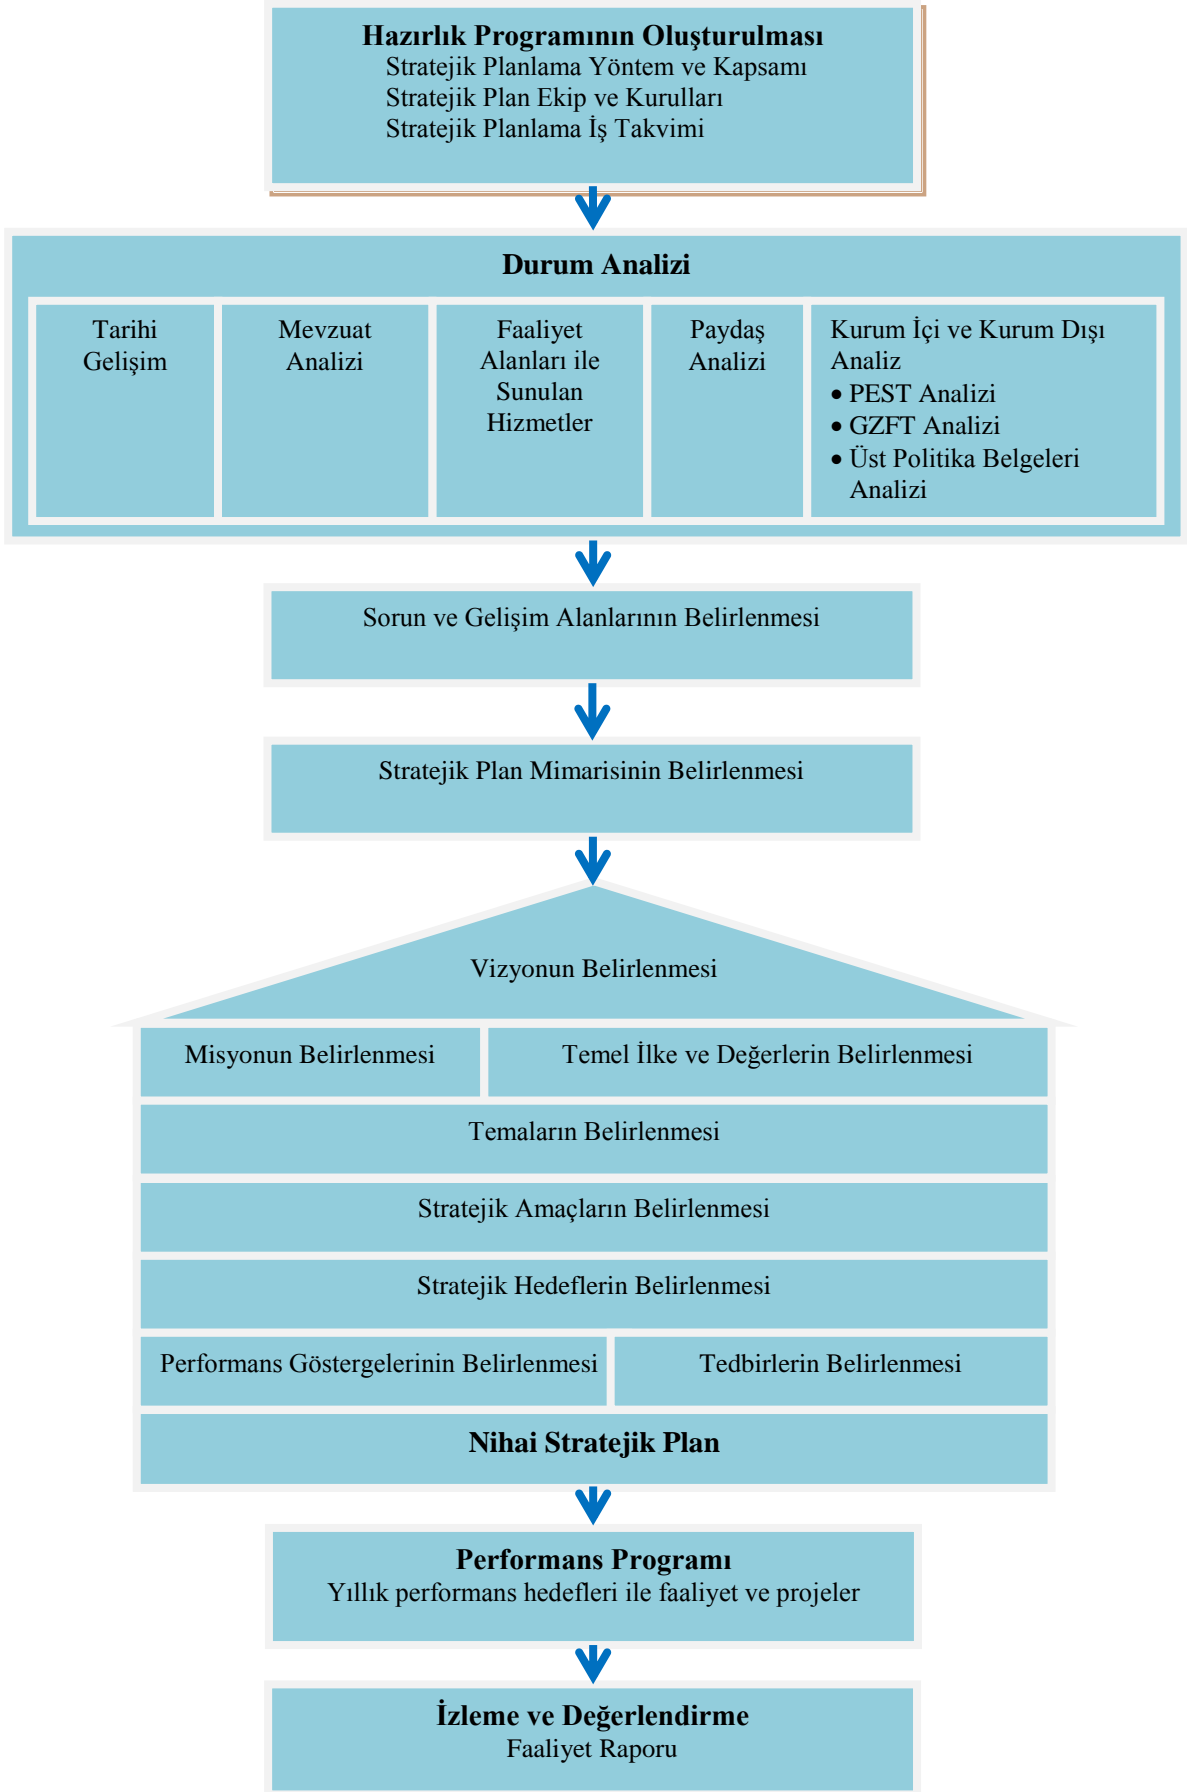 Hazırlık Programının Oluşturulması
Stratejik Planlama Yöntem ve Kapsamı
Stratejik Plan Ekip ve Kurulları
Stratejik Planlama İş Takvimi
Durum Analizi
Tarihi
Gelişim
Mevzuat
Analizi
Faaliyet
Alanları ile
Sunulan
Hizmetler
Paydaş
Analizi
Kurum İçi ve Kurum Dışı
Analiz
• PEST Analizi
• GZFT Analizi
• Üst Politika Belgeleri
Analizi
Sorun ve Gelişim Alanlarının Belirlenmesi
Stratejik Plan Mimarisinin Belirlenmesi
Vizyonun Belirlenmesi
Misyonun Belirlenmesi
Temel İlke ve Değerlerin Belirlenmesi
Temaların Belirlenmesi
Stratejik Amaçların Belirlenmesi
Stratejik Hedeflerin Belirlenmesi
Performans Göstergelerinin Belirlenmesi
Tedbirlerin Belirlenmesi
Nihai Stratejik Plan
Performans Programı
Yıllık performans hedefleri ile faaliyet ve projeler
İzleme ve Değerlendirme
Faaliyet Raporu